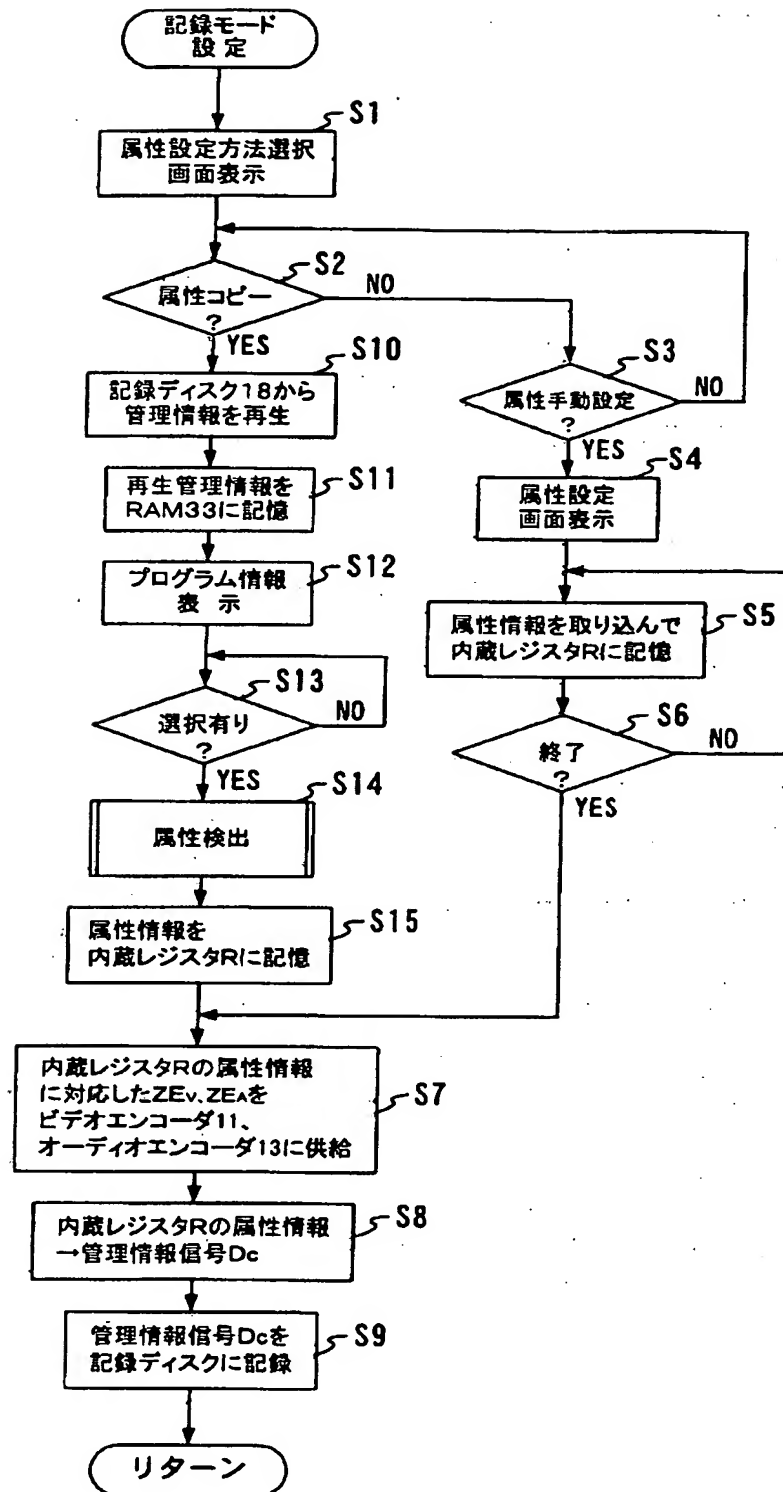 記録モード
設 定
S1
属性設定方法選択
画面表示
S2
属性コピー
?
NO
YES
S3
属性手動設定
?
NO
YES
S10
記録ディスク18から
管理情報を再生
S4
属性設定
画面表示
S11
再生管理情報を
RAM33に記憶
S12
プログラム情報
表 示
S5
属性情報を取り込んで
内蔵レジスタRに記憶
S13
選択有り
?
NO
YES
S6
終了
?
NO
YES
S14
属性検出
S15
属性情報を
内蔵レジスタRに記憶
S7
内蔵レジスタRの属性情報
に対応したZEV、ZEAを
ビデオエンコーダ11、
オーディオエンコーダ13に供給
S8
内蔵レジスタRの属性情報
→管理情報信号Dc
S9
管理情報信号Dcを
記録ディスクに記録
リターン